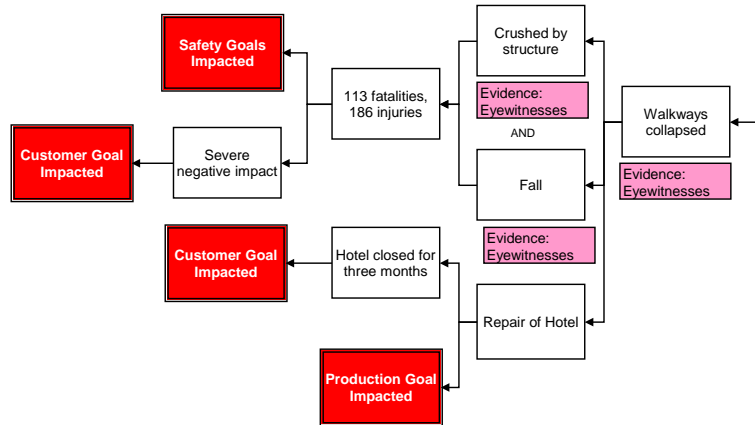 Safety Goals
Impacted
Crushed by
structure
113 fatalities,
186 injuries
Evidence:
Eyewitnesses
Walkways
collapsed
AND
Customer Goal
Impacted
Severe
negative impact
Fall
Evidence:
Eyewitnesses
Evidence:
Eyewitnesses
Customer Goal
Impacted
Hotel closed for
three months
Repair of Hotel
Production Goal
Impacted